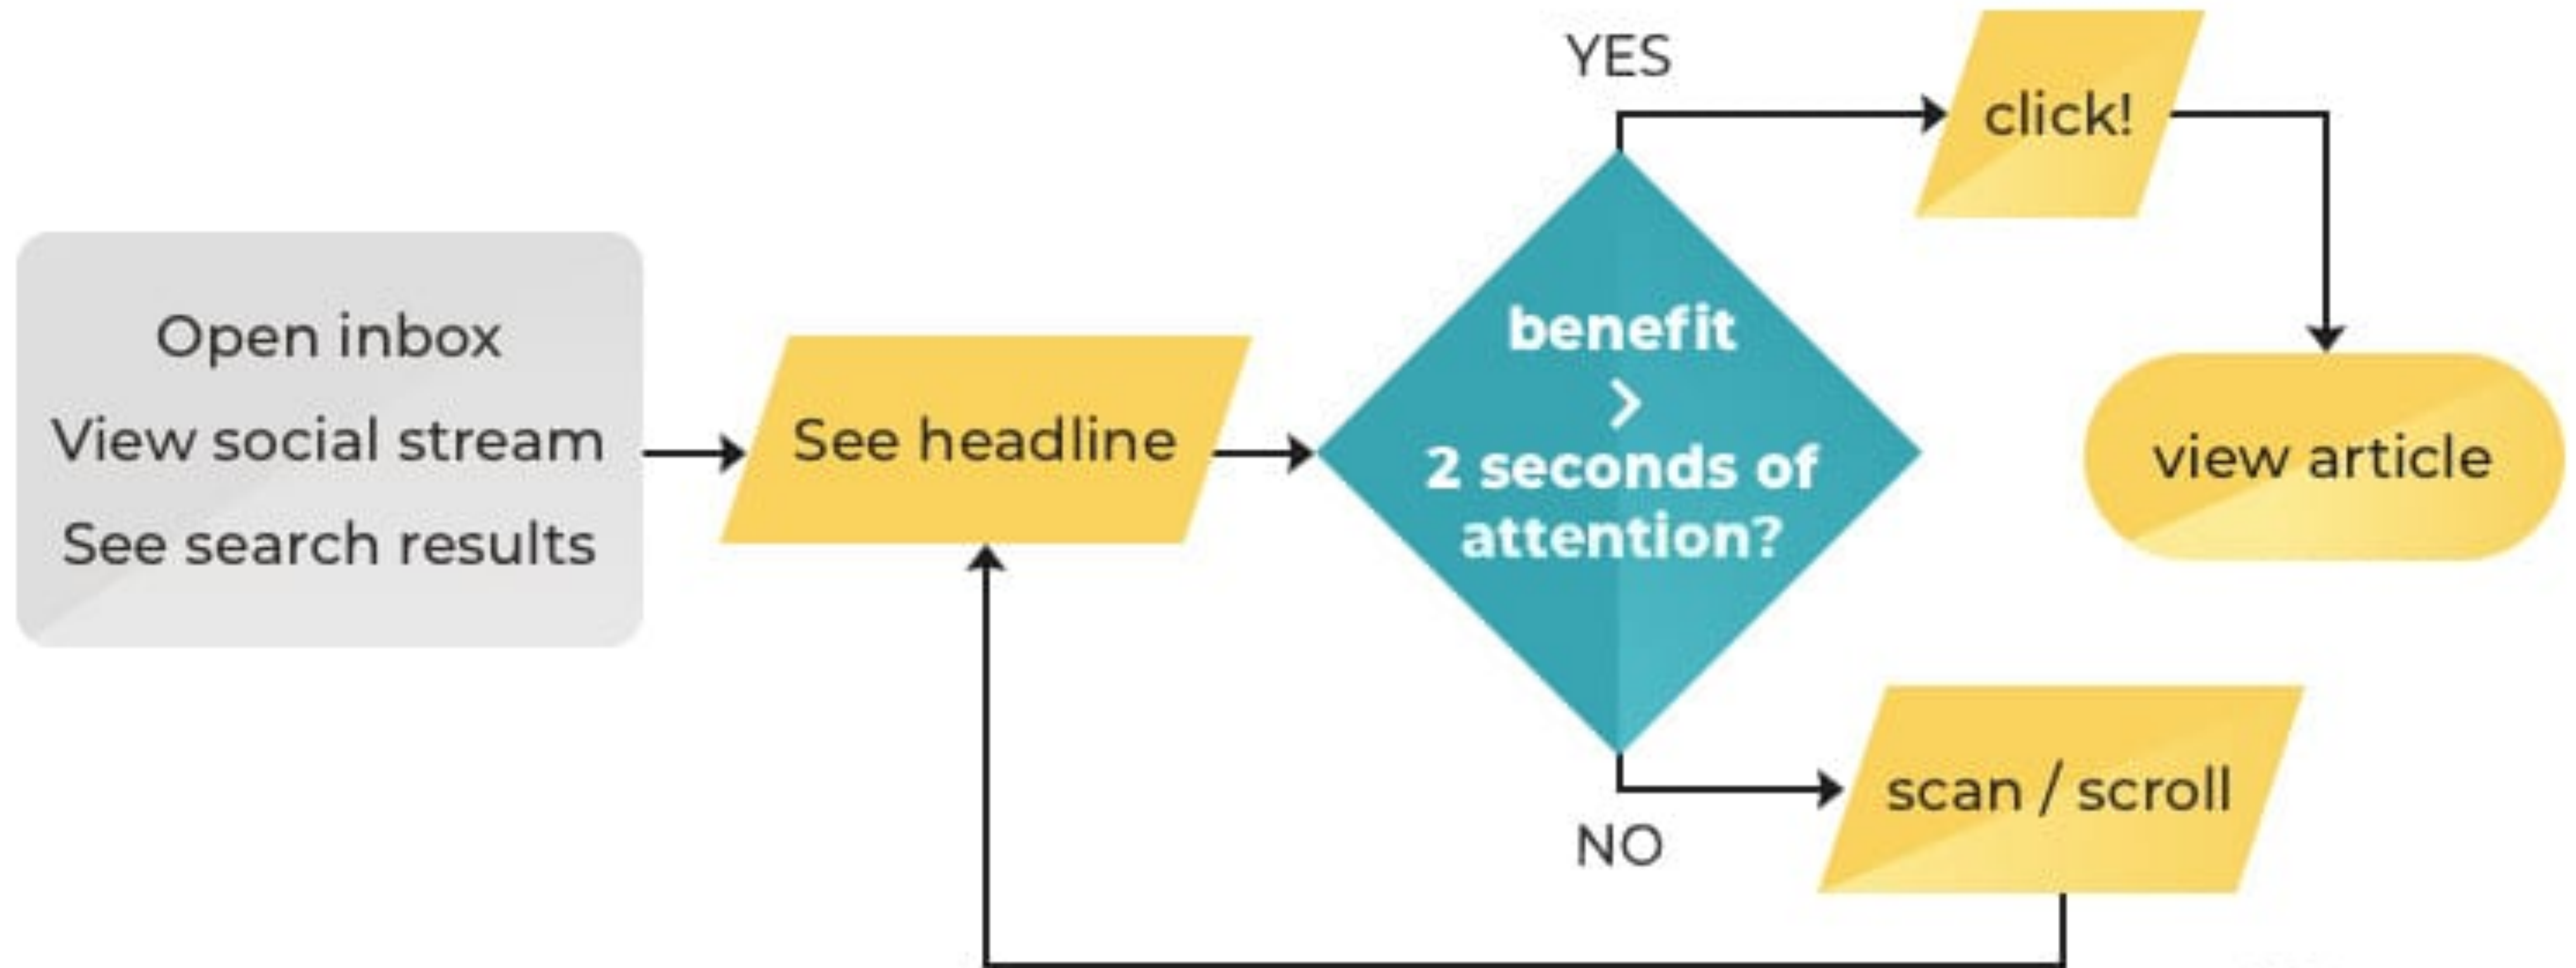 Open inbox
View social stream
See search results
See headline
benefit
>
2 seconds of
attention?
YES
click!
view article
NO
scan / scroll